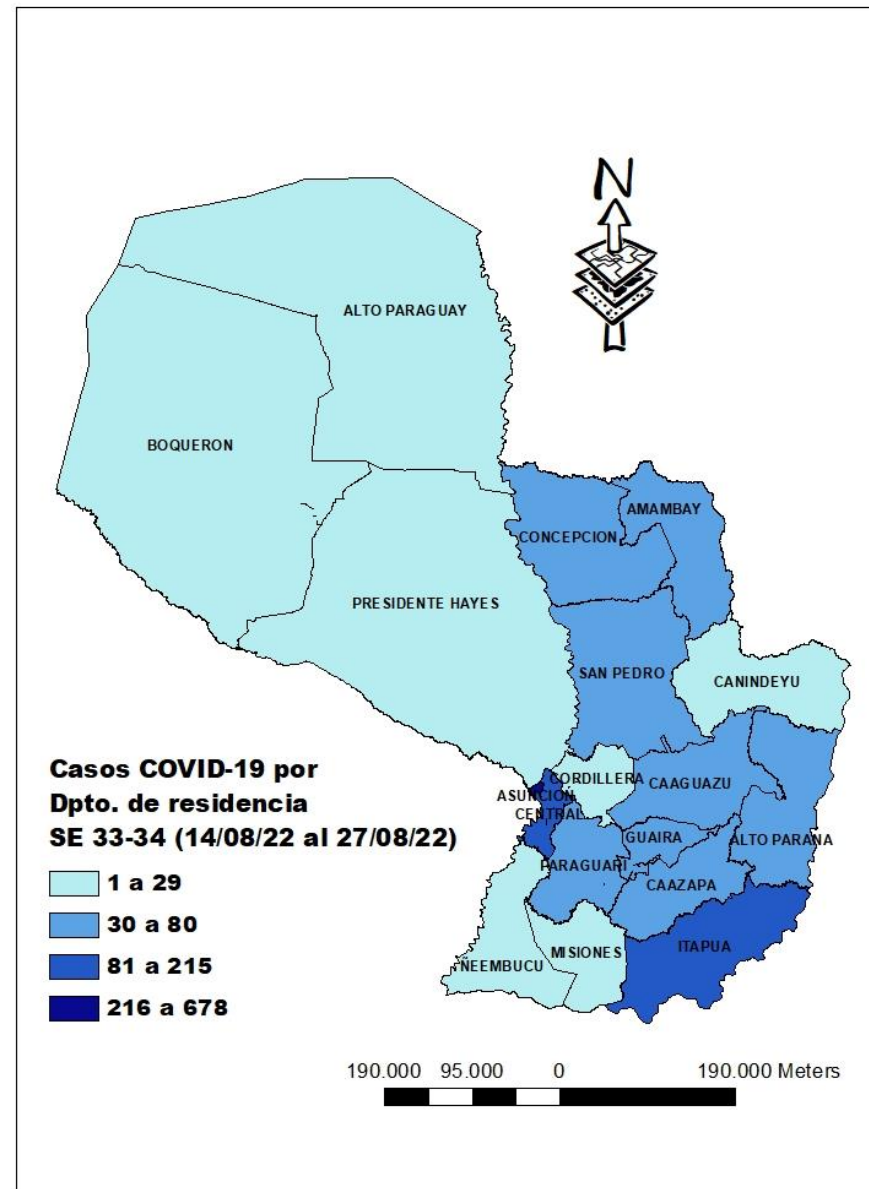 N
ALTO PARAGUAY
BOQUERON
AMAMBAY
CONCEPCION
PRESIDENTE HAYES
SAN PEDRO
CANINDEYU
CORDILLERA
CAAGUAZU
ASUNCION
CENTRAL
GUAIRA
ALTO PARANA
PARAGUARI
CAAZAPA
ITAPUA
MISIONES
ÑEEMBUCU
Casos COVID-19 por
Dpto. de residencia
SE 33-34 (14/08/22 al 27/08/22)
1 a 29
30 a 80
81 a 215
216 a 678
190.000 95.000 0 190.000 Meters